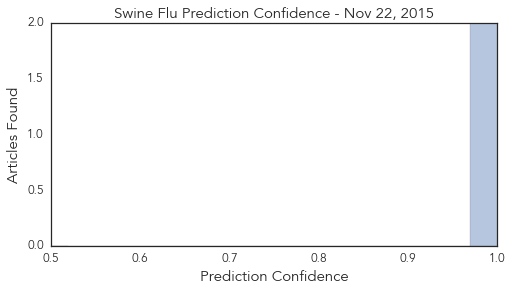 Swine Flu Prediction Confidence - Nov 22, 2015
2.0
1.5
1.0
0.5
0.0
Articles Found
0.5 0.6 0.7 0.8 0.9 1.0
Prediction Confidence